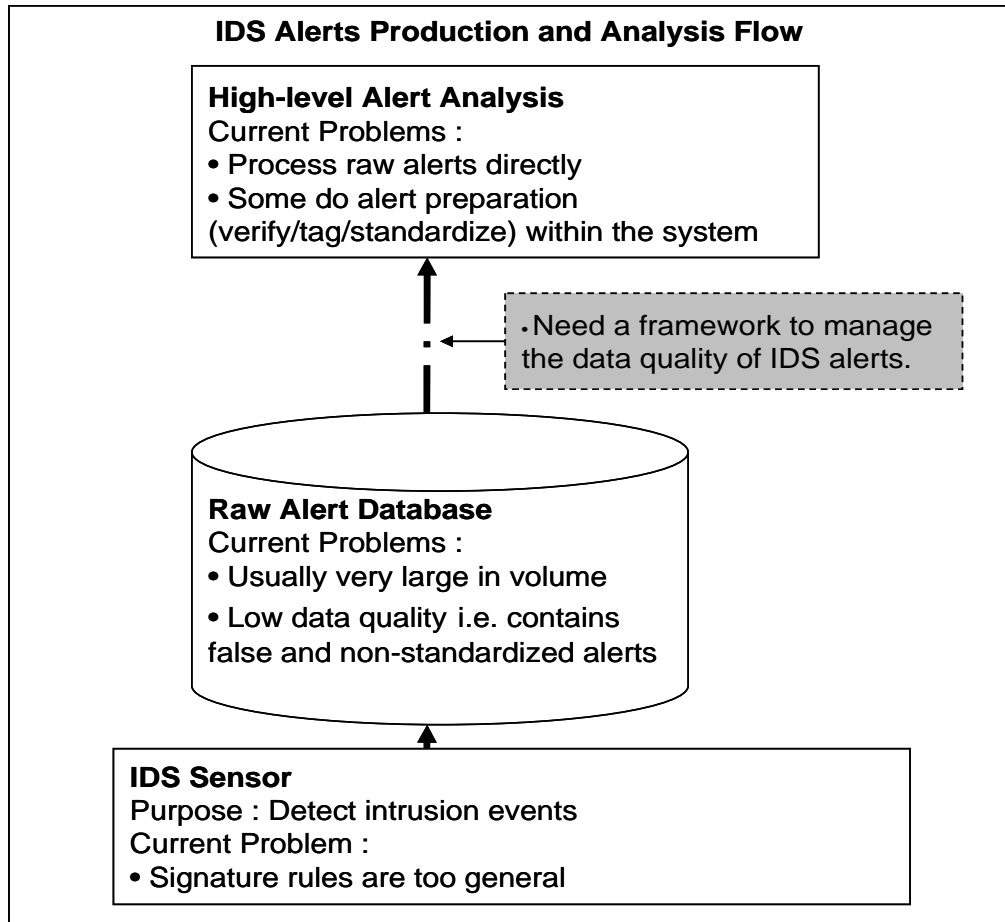 IDS Alerts Production and Analysis Flow
High-level Alert Analysis
Current Problems :
• Process raw alerts directly
• Some do alert preparation
(verify/tag/standardize) within the system
• Need a framework to manage
the data quality of IDS alerts.
Raw Alert Database
Current Problems :
• Usually very large in volume
• Low data quality i.e. contains
false and non-standardized alerts
IDS Sensor
Purpose : Detect intrusion events
Current Problem :
• Signature rules are too general